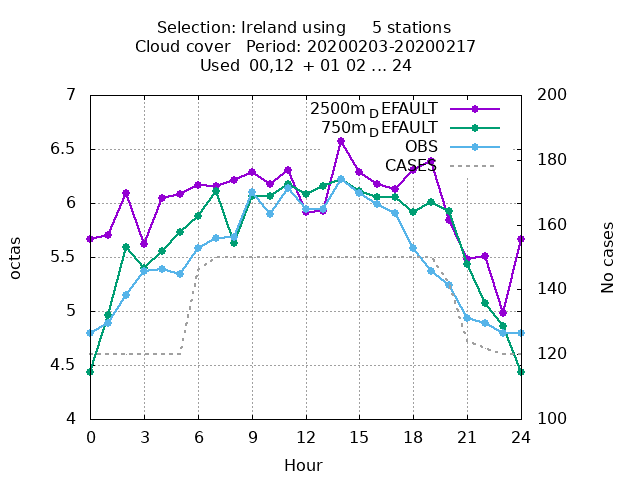 Selection: Ireland using     5 stations
Cloud cover   Period: 20200203-20200217
Used  00,12  + 01 02 ... 24
7
6.5
6
5.5
5
4.5
4
octas
200
180
160
140
120
100
No cases
2500m_DEFAULT
750m_DEFAULT
OBS
CASES
0 3 6 9 12 15 18 21 24
Hour